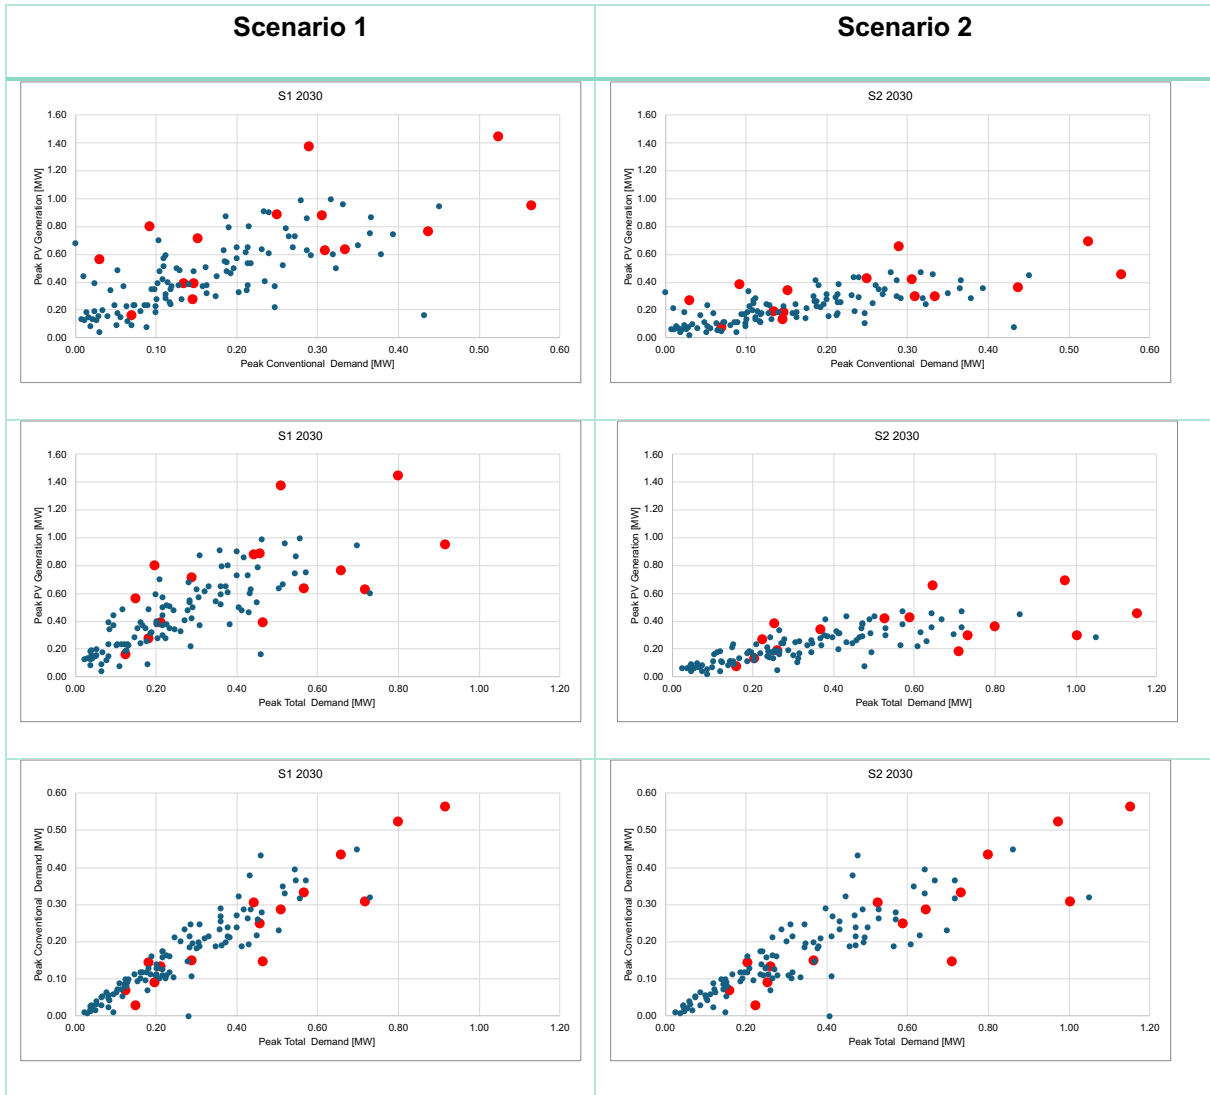 Scenario 1
Scenario 2
S1 2030
Peak PV Generation [MW]
1.60
1.40
1.20
1.00
0.80
0.60
0.40
0.20
0.00
0.00 0.10 0.20 0.30 0.40 0.50 0.60
Peak Conventional Demand [MW]
S2 2030
Peak PV Generation [MW]
1.60
1.40
1.20
1.00
0.80
0.60
0.40
0.20
0.00
0.00 0.10 0.20 0.30 0.40 0.50 0.60
Peak Conventional Demand [MW]
S1 2030
Peak PV Generation [MW]
1.60
1.40
1.20
1.00
0.80
0.60
0.40
0.20
0.00
0.00 0.20 0.40 0.60 0.80 1.00 1.20
Peak Total Demand [MW]
S2 2030
Peak PV Generation [MW]
1.60
1.40
1.20
1.00
0.80
0.60
0.40
0.20
0.00
0.00 0.20 0.40 0.60 0.80 1.00 1.20
Peak Total Demand [MW]
S1 2030
Peak Conventional Demand [MW]
0.60
0.50
0.40
0.30
0.20
0.10
0.00
0.00 0.20 0.40 0.60 0.80 1.00 1.20
Peak Total Demand [MW]
S2 2030
Peak Conventional Demand [MW]
0.60
0.50
0.40
0.30
0.20
0.10
0.00
0.00 0.20 0.40 0.60 0.80 1.00 1.20
Peak Total Demand [MW]